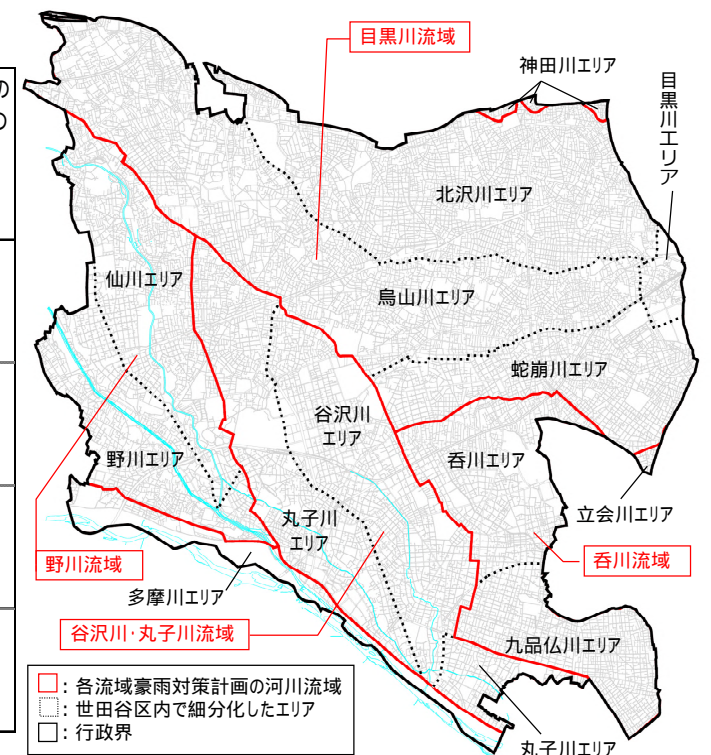 の
の
目黒川流域
神田川エリア
目黒川エリア
北沢川エリア
仙川エリア
烏山川エリア
蛇崩川エリア
谷沢川
エリア
呑川エリア
野川エリア
丸子川
エリア
立会川エリア
野川流域
呑川流域
多摩川エリア
谷沢川・丸子川流域
九品仏川エリア
：各流域豪雨対策計画の河川流域
：世田谷区内で細分化したエリア
：行政界
丸子川エリア